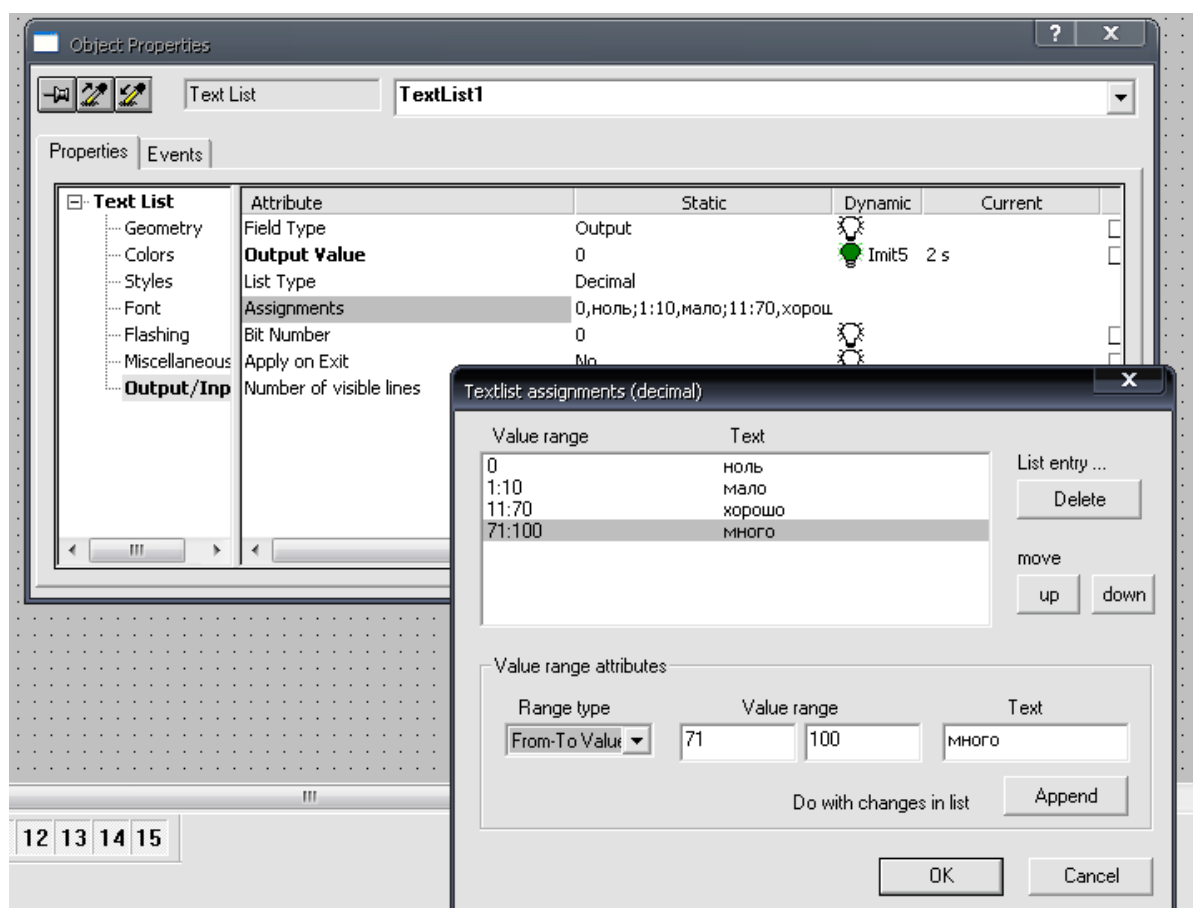 Object Properties
? X
Text List TextList1
Properties Events
Text List
Geometry
Colors
Styles
Font
Flashing
Miscellaneous
Output/Inp
Attribute Static Dynamic Current
Field Type Output
Output Value 0 Imit5 2 s
List Type Decimal
Assignments 0,ноль;1:10,мало;11:70,хорош
Bit Number 0
Apply on Exit No
Number of visible lines
Textlist assignments (decimal)
X
Value range Text
0 ноль
1:10 мало
11:70 хорошо
71:100 много
List entry ...
Delete
move
up down
Value range attributes
Range type Value range Text
From-To Value 71 100 много
Do with changes in list Append
OK Cancel
12 13 14 15